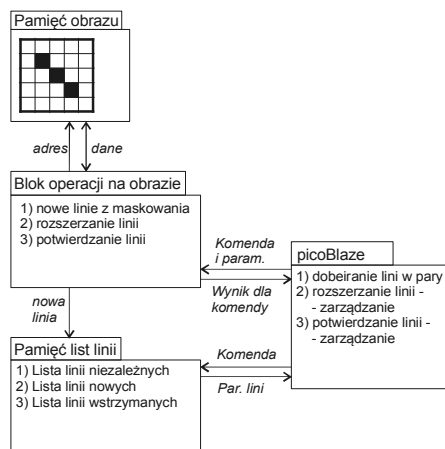 Pamięć obrazu
adres
dane
Blok operacji na obrazie
1) nowe linie z maskowania
2) rozszerzanie linii
3) potwierdzanie linii
Komenda
i param.
Wynik dla
komendy
picoBlaze
1) dobeiranie lini w pary
2) rozszerzanie linii -
- zarządzanie
3) potwierdzanie linii -
- zarządzanie
nowa
linia
Pamięć list linii
1) Lista linii niezależnych
2) Lista linii nowych
3) Lista linii wstrzymanych
Komenda
Par. lini